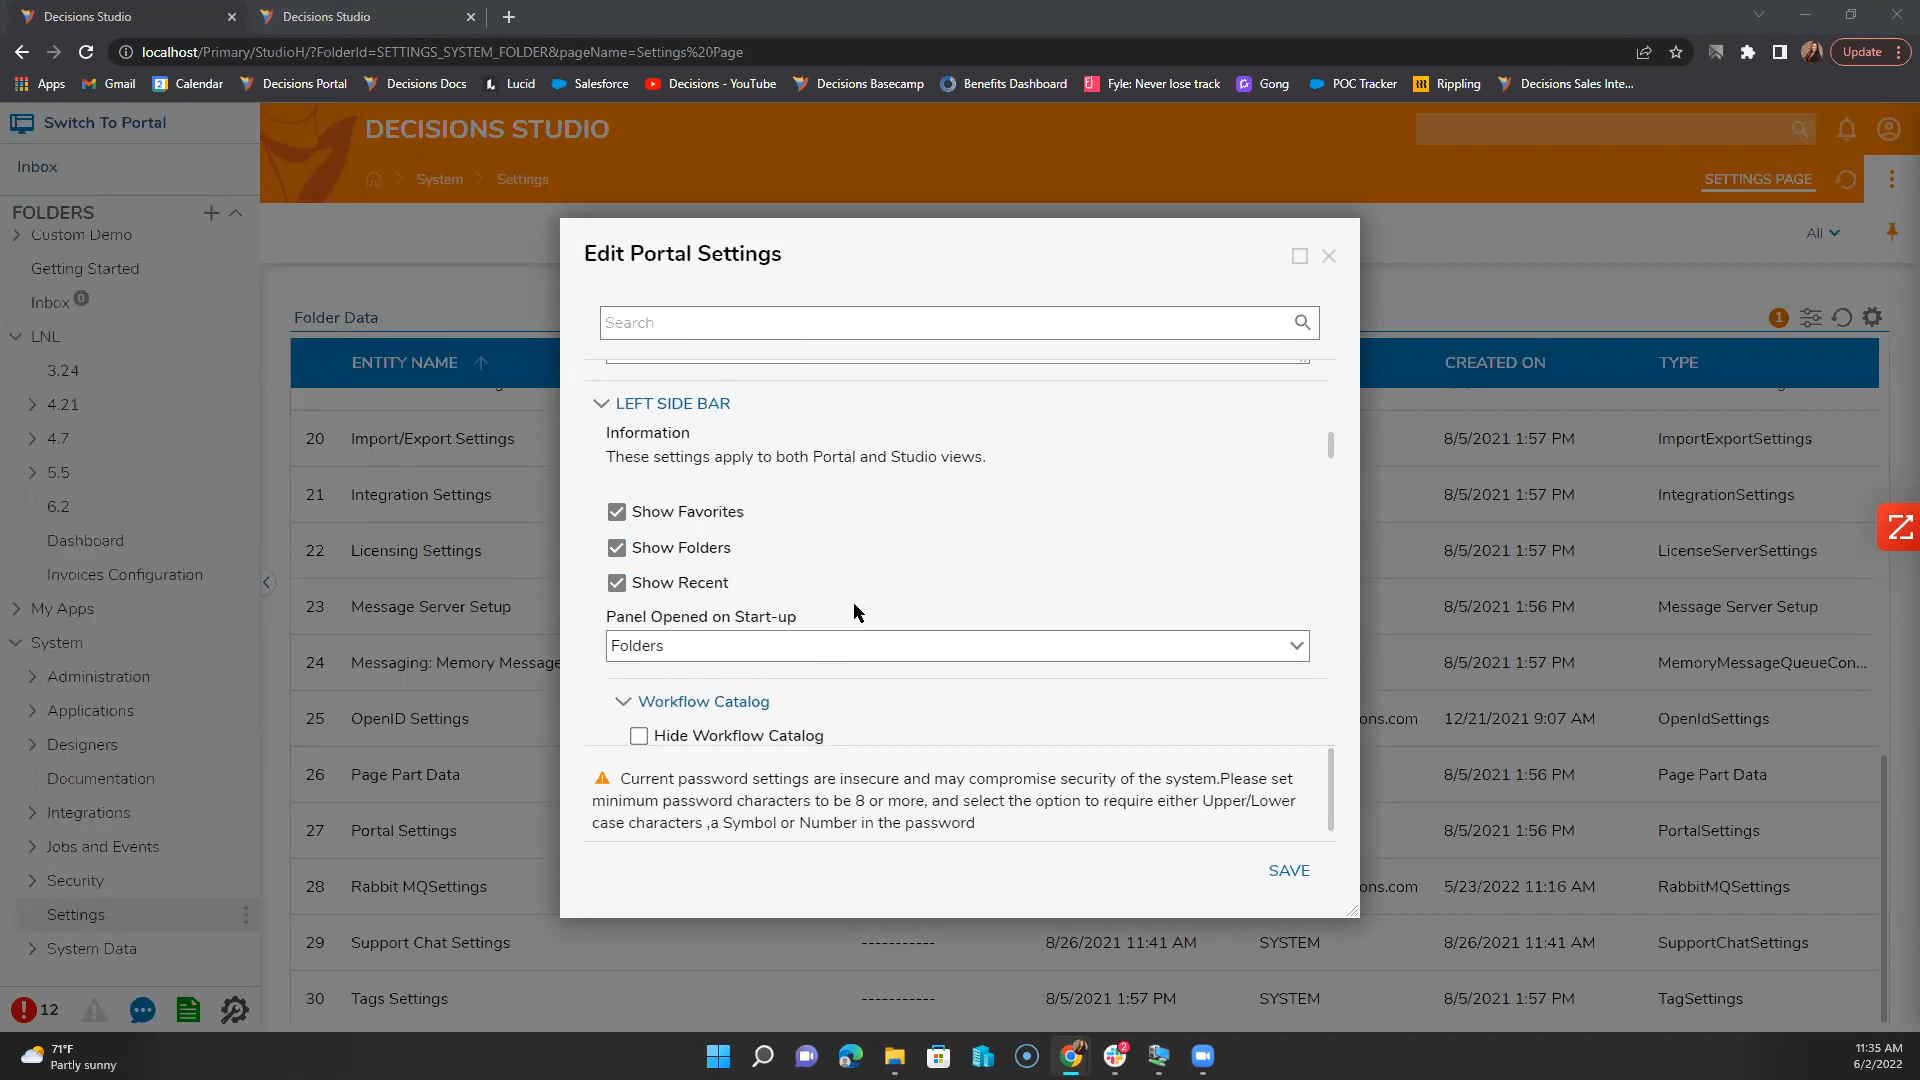 Decisions Studio
Decisions Studio
localhost/Primary/StudioH/?FolderId=SETTINGS_SYSTEM_FOLDER&pageName=Settings%20Page
Update
Apps
Gmail
Calendar
Decisions Portal
Decisions Docs
Lucid
Salesforce
Decisions - YouTube
Decisions Basecamp
Benefits Dashboard
Fyle: Never lose track
Gong
POC Tracker
Rippling
Decisions Sales Inte...
Switch To Portal
DECISIONS STUDIO
Inbox
System
Settings
SETTINGS PAGE
FOLDERS
Custom Demo
Getting Started
Inbox 0
LNL
3.24
4.21
4.7
5.5
6.2
Dashboard
Invoices Configuration
My Apps
System
Administration
Applications
Designers
Documentation
Integrations
Jobs and Events
Security
Settings
System Data
12
All
Folder Data
1
ENTITY NAME
CREATED ON
TYPE
20 Import/Export Settings 8/5/2021 1:57 PM ImportExportSettings
21 Integration Settings 8/5/2021 1:57 PM IntegrationSettings
22 Licensing Settings 8/5/2021 1:57 PM LicenseServerSettings
23 Message Server Setup 8/5/2021 1:56 PM Message Server Setup
24 Messaging: Memory Message 8/5/2021 1:57 PM MemoryMessageQueueCon...
25 OpenID Settings ons.com 12/21/2021 9:07 AM OpenIdSettings
26 Page Part Data 8/5/2021 1:56 PM Page Part Data
27 Portal Settings 8/5/2021 1:56 PM PortalSettings
28 Rabbit MQSettings ons.com 5/23/2022 11:16 AM RabbitMQSettings
29 Support Chat Settings ----------- 8/26/2021 11:41 AM SYSTEM 8/26/2021 11:41 AM SupportChatSettings
30 Tags Settings ----------- 8/5/2021 1:57 PM SYSTEM 8/5/2021 1:57 PM TagSettings
Edit Portal Settings
Search
LEFT SIDE BAR
Information
These settings apply to both Portal and Studio views.
Show Favorites
Show Folders
Show Recent
Panel Opened on Start-up
Folders
Workflow Catalog
Hide Workflow Catalog
Current password settings are insecure and may compromise security of the system.Please set
minimum password characters to be 8 or more, and select the option to require either Upper/Lower
case characters ,a Symbol or Number in the password
SAVE
71°F
Partly sunny
2
11:35 AM
6/2/2022